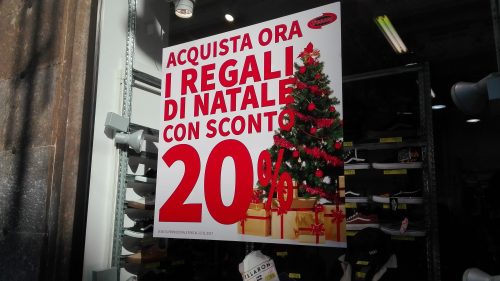 ACQUISTA ORA
I REGALI
DI NATALE
CON SCONTO
20%